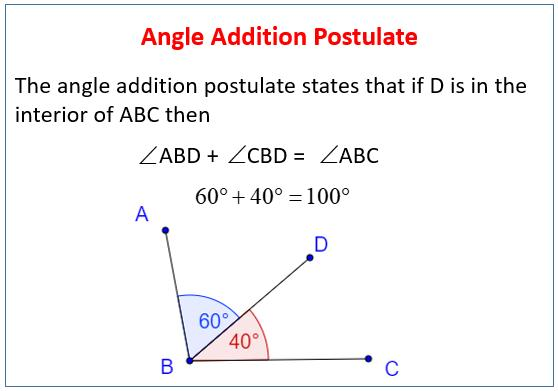 Angle Addition Postulate
The angle addition postulate states that if D is in the
interior of ABC then
∠ABD + ∠CBD = ∠ABC
60° + 40° = 100°
A
D
60°
40°
B
C